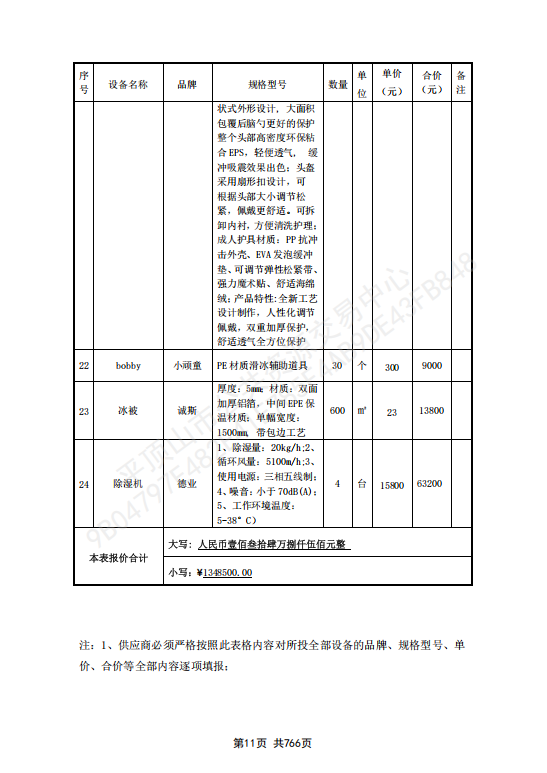 序号 设备名称 品牌 规格型号 数量 单位 单价（元） 合价（元） 备注
状式外形设计，大面积
包覆后脑勺更好的保护
整个头部高密度环保粘
合EPS，轻便透气， 缓
冲吸震效果出色；头盔
采用扇形扣设计，可
根据头部大小调节松
紧，佩戴更舒适。可拆
卸内衬，方便清洗护理；
成人护具材质：PP抗冲
击外壳、EVA发泡缓冲
垫、可调节弹性松紧带、
强力魔术贴、舒适海绵
绒；产品特性:全新工艺
设计制作，人性化调节
佩戴，双重加厚保护，
舒适透气全方位保护
22 bobby 小顽童 PE材质滑冰辅助道具 30 个 300 9000
厚度：5mm；材质：双面
加厚铝箔，中间EPE保
23 冰被 诚斯 温材质；单幅宽度： 600 ㎡ 23 13800
1500mm，带包边工艺
1、除湿量：20kg/h;2、
循环风量：5100m/h;3、
使用电源：三相五线制；
24 除湿机 德业 4、噪音：小于70dB(A)； 4 台 15800 63200
5、工作环境温度：
5-38°C）
本表报价合计 大写：人民币壹佰叁拾肆万捌仟伍佰元整
小写：¥1348500.00
注：1、供应商必须严格按照此表格内容对所投全部设备的品牌、规格型号、单
价、合价等全部内容逐项填报；
第11页 共766页